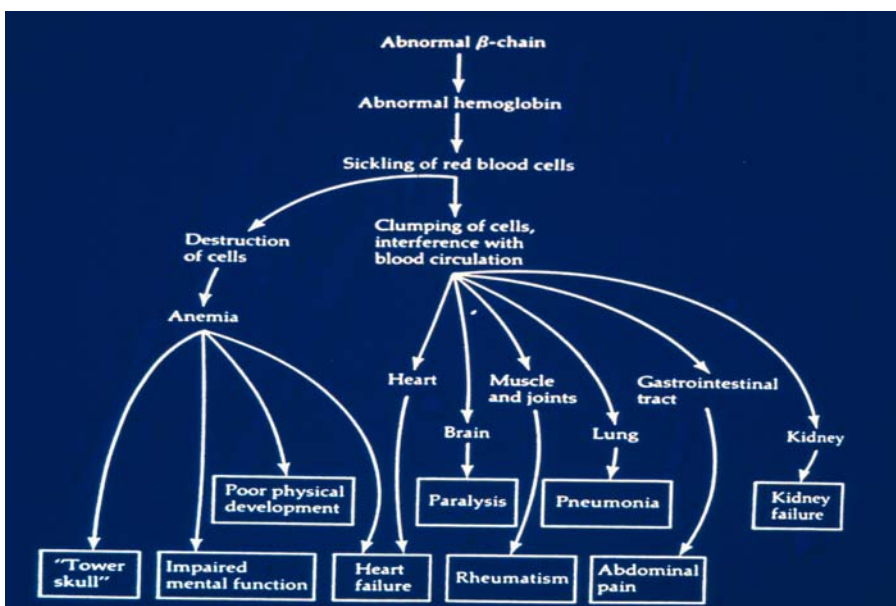 Abnormal β-chain
Abnormal hemoglobin
Sickling of red blood cells
Destruction
of cells
Clumping of cells,
interference with
blood circulation
Anemia
Heart
Muscle
and joints
Gastrointestinal
tract
Brain
Lung
Kidney
Poor physical
development
Paralysis
Pneumonia
Kidney
failure
"Tower
skull"
Impaired
mental function
Heart
failure
Rheumatism
Abdominal
pain